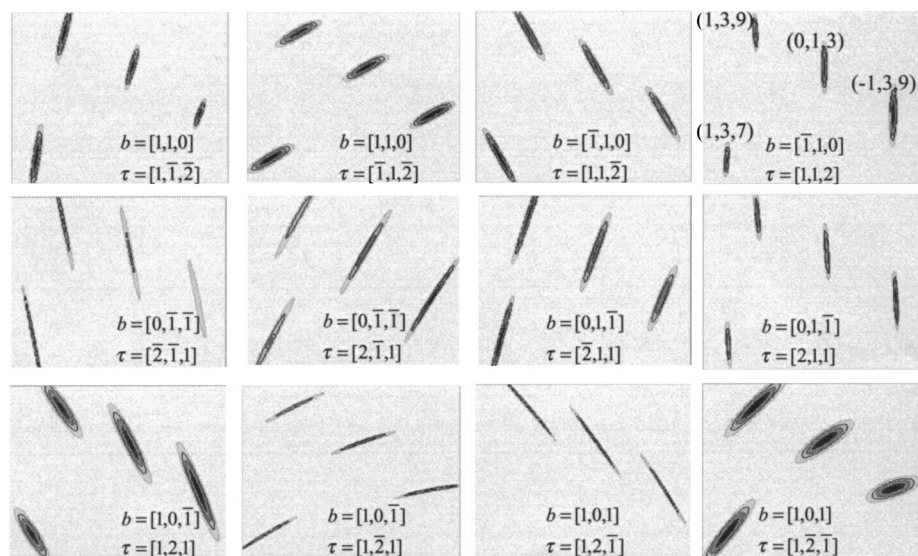 (1,3,9)
(0,1,3)
(-1,3,9)
(1,3,7)
b = [1,1,0]
τ = [1,1̅,2̅]
b = [1,1,0]
τ = [1̅,1,2̅]
b = [1̅,1,0]
τ = [1,1,2̅]
b = [1̅,1,0]
τ = [1,1,2]
b = [0,1̅,1̅]
τ = [2̅,1̅,1]
b = [0,1̅,1̅]
τ = [2,1̅,1]
b = [0,1,1̅]
τ = [2̅,1,1]
b = [0,1,1̅]
τ = [2,1,1]
b = [1,0,1̅]
τ = [1,2,1]
b = [1,0,1̅]
τ = [1,2̅,1]
b = [1,0,1]
τ = [1,2,1̅]
b = [1,0,1]
τ = [1,2̅,1̅]